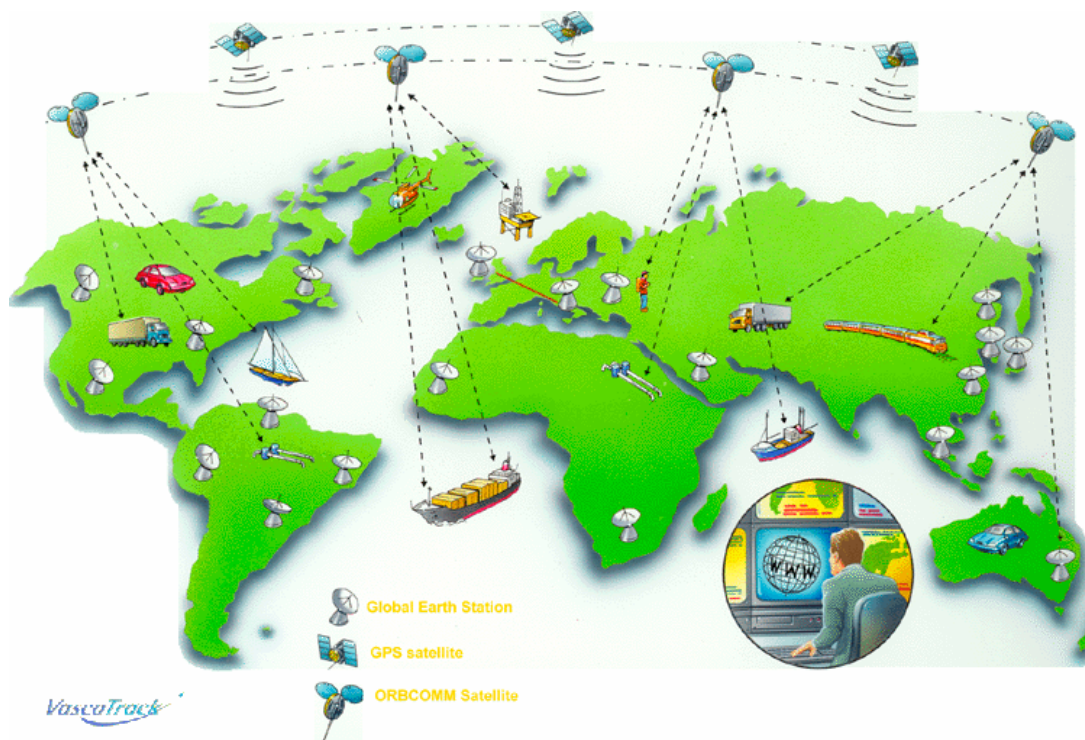 WWW
Global Earth Station
GPS satellite
ORBCOMM Satellite
VascoTrack